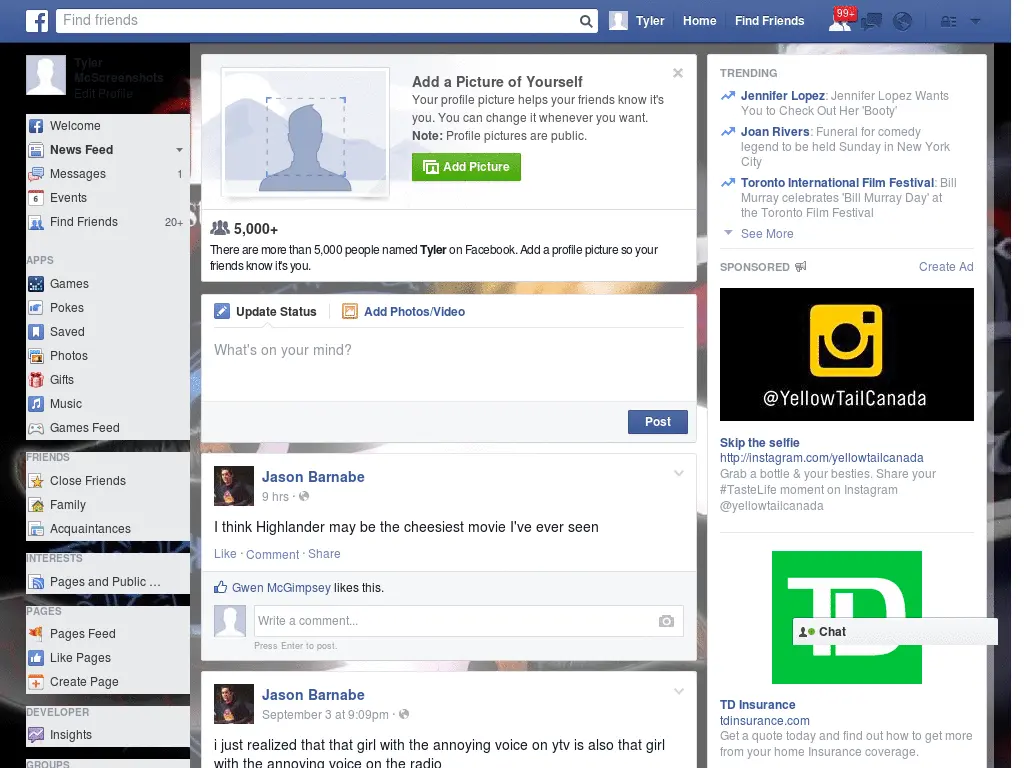 Find friends
Tyler
Home
Find Friends
99+
Tyler
McScreenshots
Edit Profile
Welcome
News Feed
Messages 1
Events
Find Friends 20+
APPS
Games
Pokes
Saved
Photos
Gifts
Music
Games Feed
FRIENDS
Close Friends
Family
Acquaintances
INTERESTS
Pages and Public ...
PAGES
Pages Feed
Like Pages
Create Page
DEVELOPER
Insights
GROUPS
Add a Picture of Yourself
Your profile picture helps your friends know it's
you. You can change it whenever you want.
Note: Profile pictures are public.
Add Picture
5,000+
There are more than 5,000 people named Tyler on Facebook. Add a profile picture so your
friends know it's you.
Update Status
Add Photos/Video
What's on your mind?
Post
Jason Barnabe
9 hrs ·
I think Highlander may be the cheesiest movie I've ever seen
Like · Comment · Share
Gwen McGimpsey likes this.
Write a comment...
Press Enter to post.
Jason Barnabe
September 3 at 9:09pm ·
i just realized that that girl with the annoying voice on ytv is also that girl
with the annoying voice on the radio
TRENDING
Jennifer Lopez: Jennifer Lopez Wants
You to Check Out Her 'Booty'
Joan Rivers: Funeral for comedy
legend to be held Sunday in New York
City
Toronto International Film Festival: Bill
Murray celebrates 'Bill Murray Day' at
the Toronto Film Festival
See More
SPONSORED
Create Ad
@YellowTailCanada
Skip the selfie
http://instagram.com/yellowtailcanada
Grab a bottle & your besties. Share your
#TasteLife moment on Instagram
@yellowtailcanada
TD
Chat
TD Insurance
tdinsurance.com
Get a quote today and find out how to get more
from your home Insurance coverage.